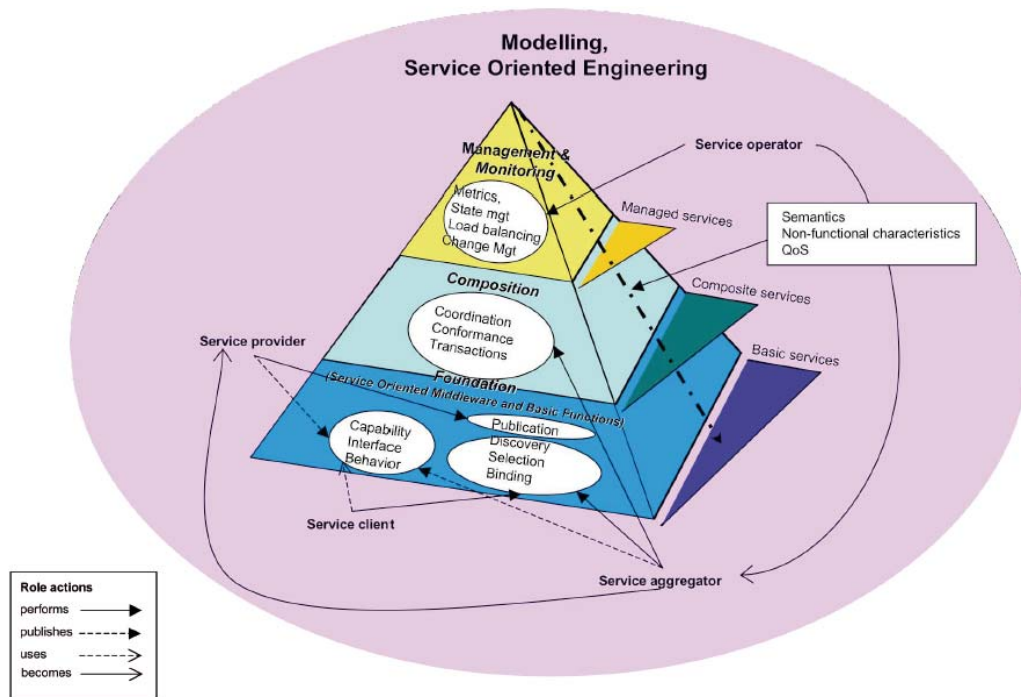 Modelling,
Service Oriented Engineering
Management &
Monitoring
Metrics,
State mgt
Load balancing
Change Mgt
Service operator
Managed services
Semantics
Non-functional characteristics
QoS
Composition
Coordination
Conformance
Transactions
Composite services
Service provider
Basic services
Foundation
(Service Oriented Middleware and Basic Functions)
Capability
Interface
Behavior
Publication
Discovery
Selection
Binding
Service client
Service aggregator
Role actions
performs
publishes
uses
becomes